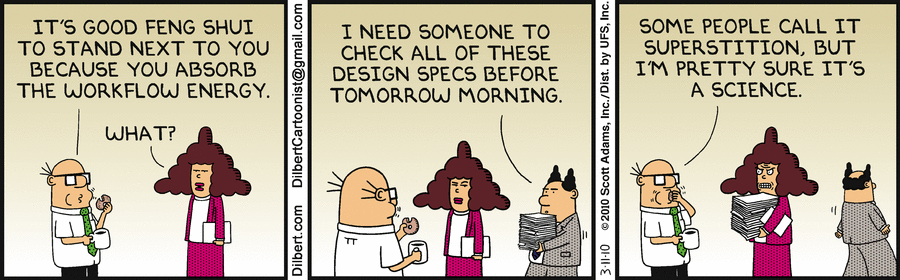 IT'S GOOD FENG SHUI
TO STAND NEXT TO YOU
BECAUSE YOU ABSORB
THE WORKFLOW ENERGY.
WHAT?
Dilbert.com DilbertCartoonist@gmail.com
I NEED SOMEONE TO
CHECK ALL OF THESE
DESIGN SPECS BEFORE
TOMORROW MORNING.
3-11-10 ©2010 Scott Adams, Inc./Dist. by UFS, Inc.
SOME PEOPLE CALL IT
SUPERSTITION, BUT
I'M PRETTY SURE IT'S
A SCIENCE.